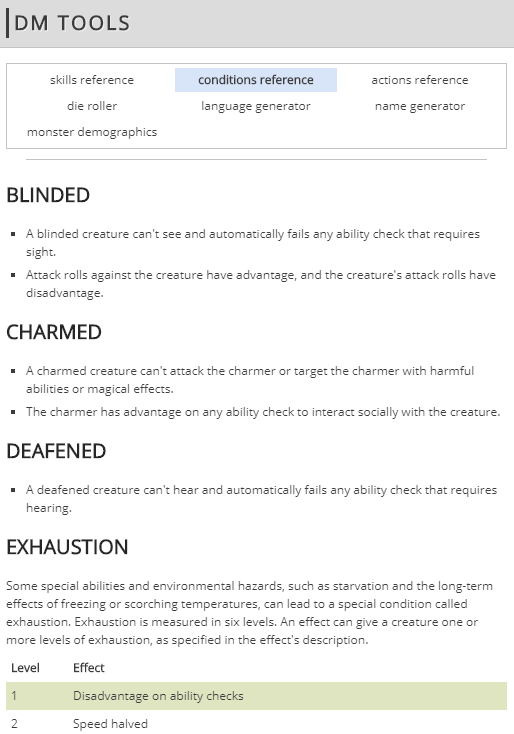 DM TOOLS
skills reference conditions reference actions reference
die roller language generator name generator
monster demographics
BLINDED
A blinded creature can't see and automatically fails any ability check that requires
sight.
Attack rolls against the creature have advantage, and the creature's attack rolls have
disadvantage.
CHARMED
A charmed creature can't attack the charmer or target the charmer with harmful
abilities or magical effects.
The charmer has advantage on any ability check to interact socially with the creature.
DEAFENED
A deafened creature can't hear and automatically fails any ability check that requires
hearing.
EXHAUSTION
Some special abilities and environmental hazards, such as starvation and the long-term
effects of freezing or scorching temperatures, can lead to a special condition called
exhaustion. Exhaustion is measured in six levels. An effect can give a creature one or
more levels of exhaustion, as specified in the effect's description.
Level Effect
1 Disadvantage on ability checks
2 Speed halved